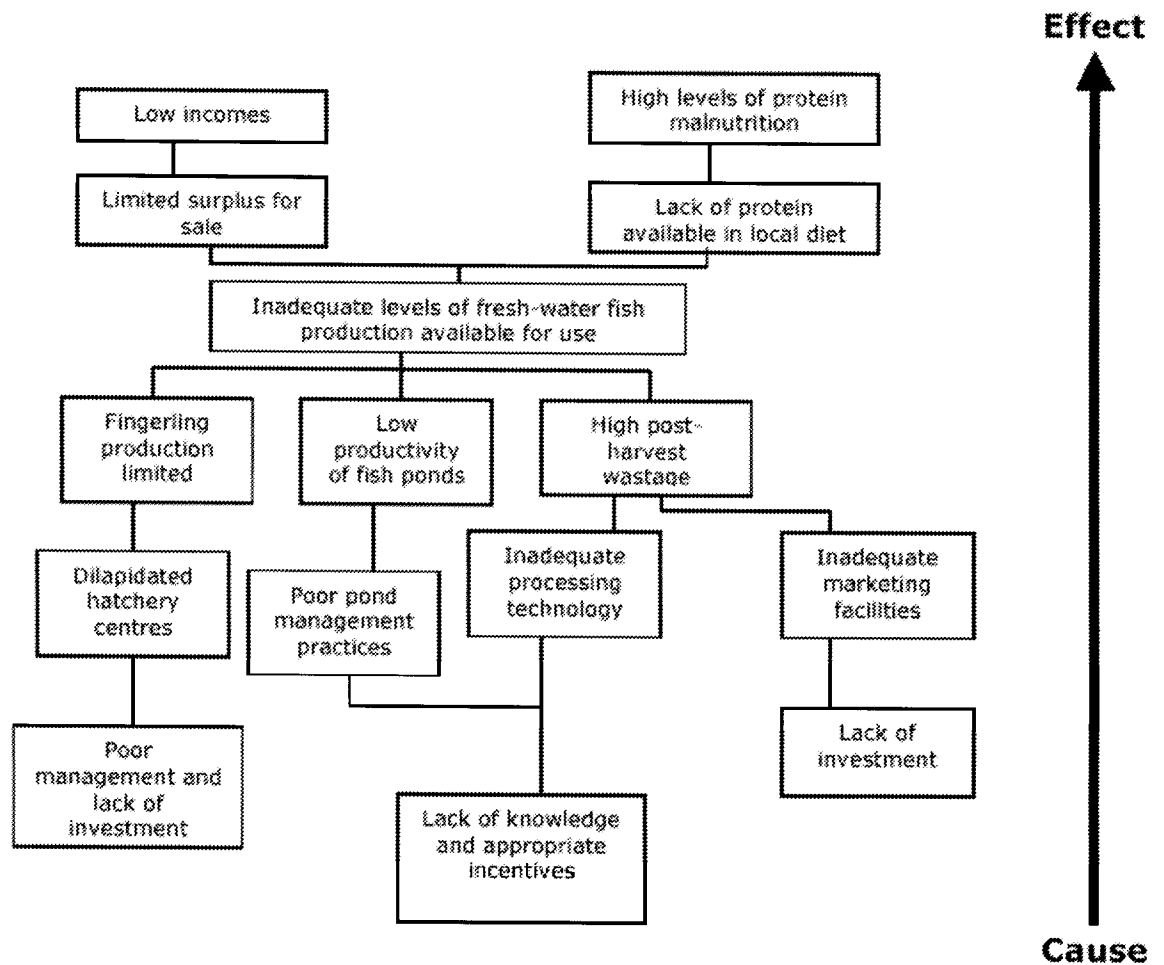 Effect
Low incomes
High levels of protein
malnutrition
Limited surplus for
sale
Lack of protein
available in local diet
Inadequate levels of fresh-water fish
production available for use
Fingerling
production
limited
Low
productivity
of fish ponds
High post-
harvest
wastage
Dilapidated
hatchery
centres
Poor pond
management
practices
Inadequate
processing
technology
Inadequate
marketing
facilities
Poor
management and
lack of
investment
Lack of knowledge
and appropriate
incentives
Lack of
investment
Cause